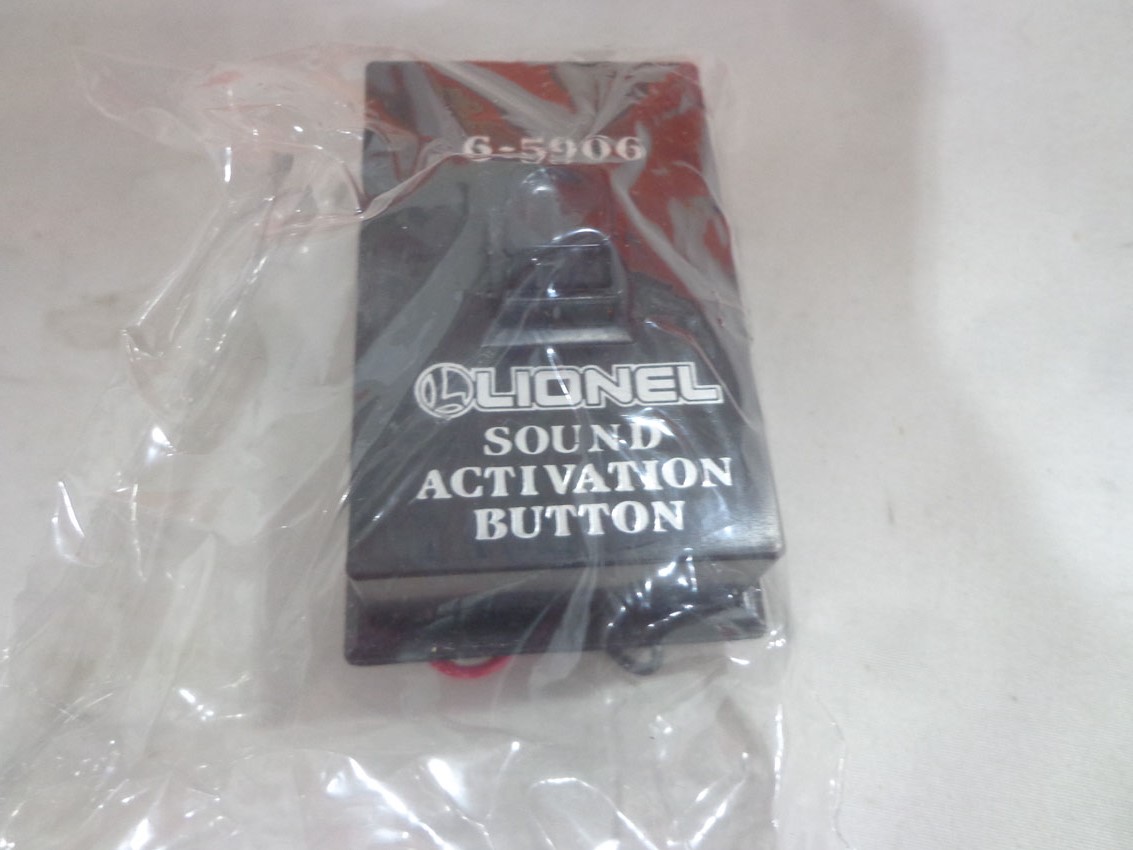 6-5906
LIONEL
SOUND
ACTIVATION
BUTTON